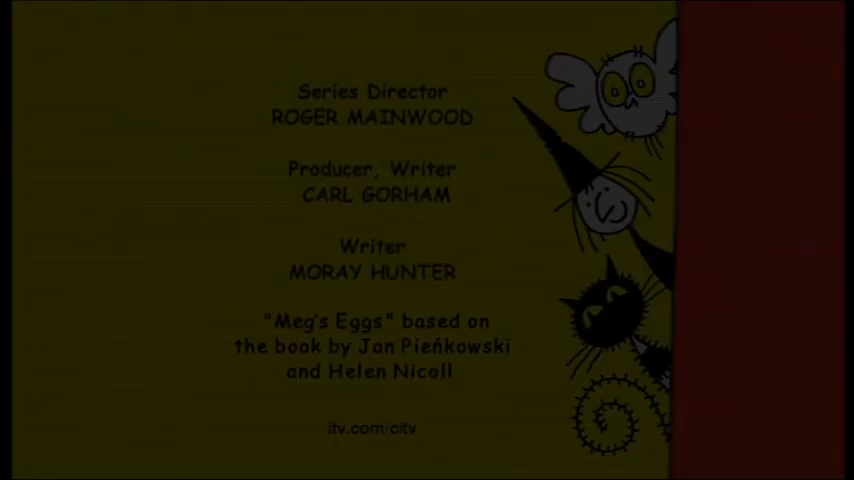 Series Director
ROGER MAINWOOD
Producer, Writer
CARL GORHAM
Writer
MORAY HUNTER
"Meg's Eggs" based on
the book by Jan Pieńkowski
and Helen Nicoll
itv.com/citv